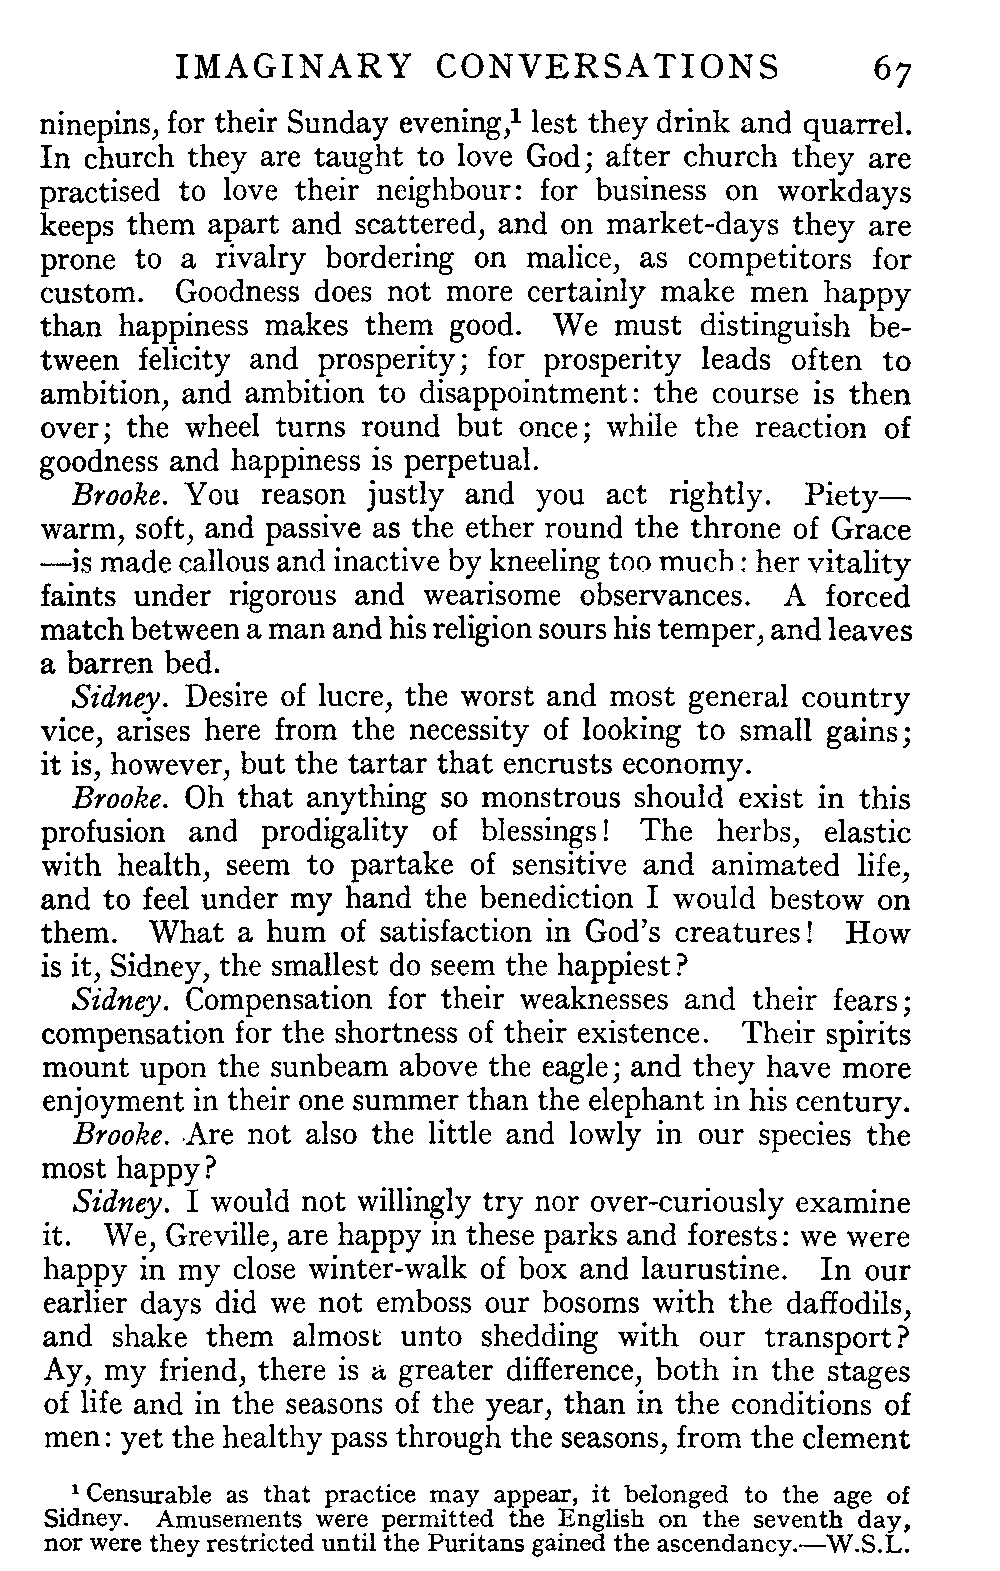 IMAGINARY CONVERSATIONS 67
ninepins, for their Sunday evening,¹ lest they drink and quarrel.
In church they are taught to love God; after church they are
practised to love their neighbour: for business on workdays
keeps them apart and scattered, and on market-days they are
prone to a rivalry bordering on malice, as competitors for
custom. Goodness does not more certainly make men happy
than happiness makes them good. We must distinguish be-
tween felicity and prosperity; for prosperity leads often to
ambition, and ambition to disappointment: the course is then
over; the wheel turns round but once; while the reaction of
goodness and happiness is perpetual.
Brooke. You reason justly and you act rightly. Piety—
warm, soft, and passive as the ether round the throne of Grace
—is made callous and inactive by kneeling too much: her vitality
faints under rigorous and wearisome observances. A forced
match between a man and his religion sours his temper, and leaves
a barren bed.
Sidney. Desire of lucre, the worst and most general country
vice, arises here from the necessity of looking to small gains;
it is, however, but the tartar that encrusts economy.
Brooke. Oh that anything so monstrous should exist in this
profusion and prodigality of blessings! The herbs, elastic
with health, seem to partake of sensitive and animated life,
and to feel under my hand the benediction I would bestow on
them. What a hum of satisfaction in God's creatures! How
is it, Sidney, the smallest do seem the happiest?
Sidney. Compensation for their weaknesses and their fears;
compensation for the shortness of their existence. Their spirits
mount upon the sunbeam above the eagle; and they have more
enjoyment in their one summer than the elephant in his century.
Brooke. Are not also the little and lowly in our species the
most happy?
Sidney. I would not willingly try nor over-curiously examine
it. We, Greville, are happy in these parks and forests: we were
happy in my close winter-walk of box and laurustine. In our
earlier days did we not emboss our bosoms with the daffodils,
and shake them almost unto shedding with our transport?
Ay, my friend, there is a greater difference, both in the stages
of life and in the seasons of the year, than in the conditions of
men: yet the healthy pass through the seasons, from the clement
¹ Censurable as that practice may appear, it belonged to the age of
Sidney. Amusements were permitted the English on the seventh day,
nor were they restricted until the Puritans gained the ascendancy.—W.S.L.